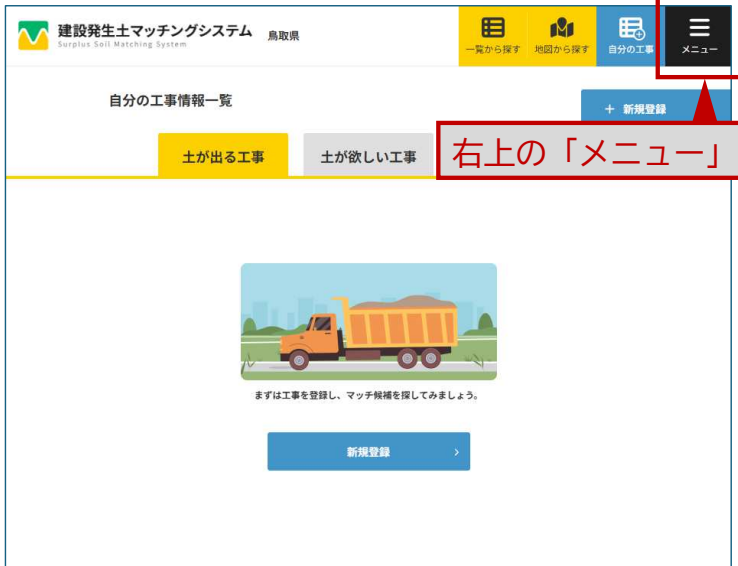 建設発生土マッチングシステム 鳥取県
Surplus Soil Matching System
一覧から探す 地図から探す 自分の工事 メニュー
自分の工事情報一覧
+ 新規登録
土が出る工事 土が欲しい工事
右上の「メニュー」
まずは工事を登録し、マッチ候補を探してみましょう。
新規登録 >